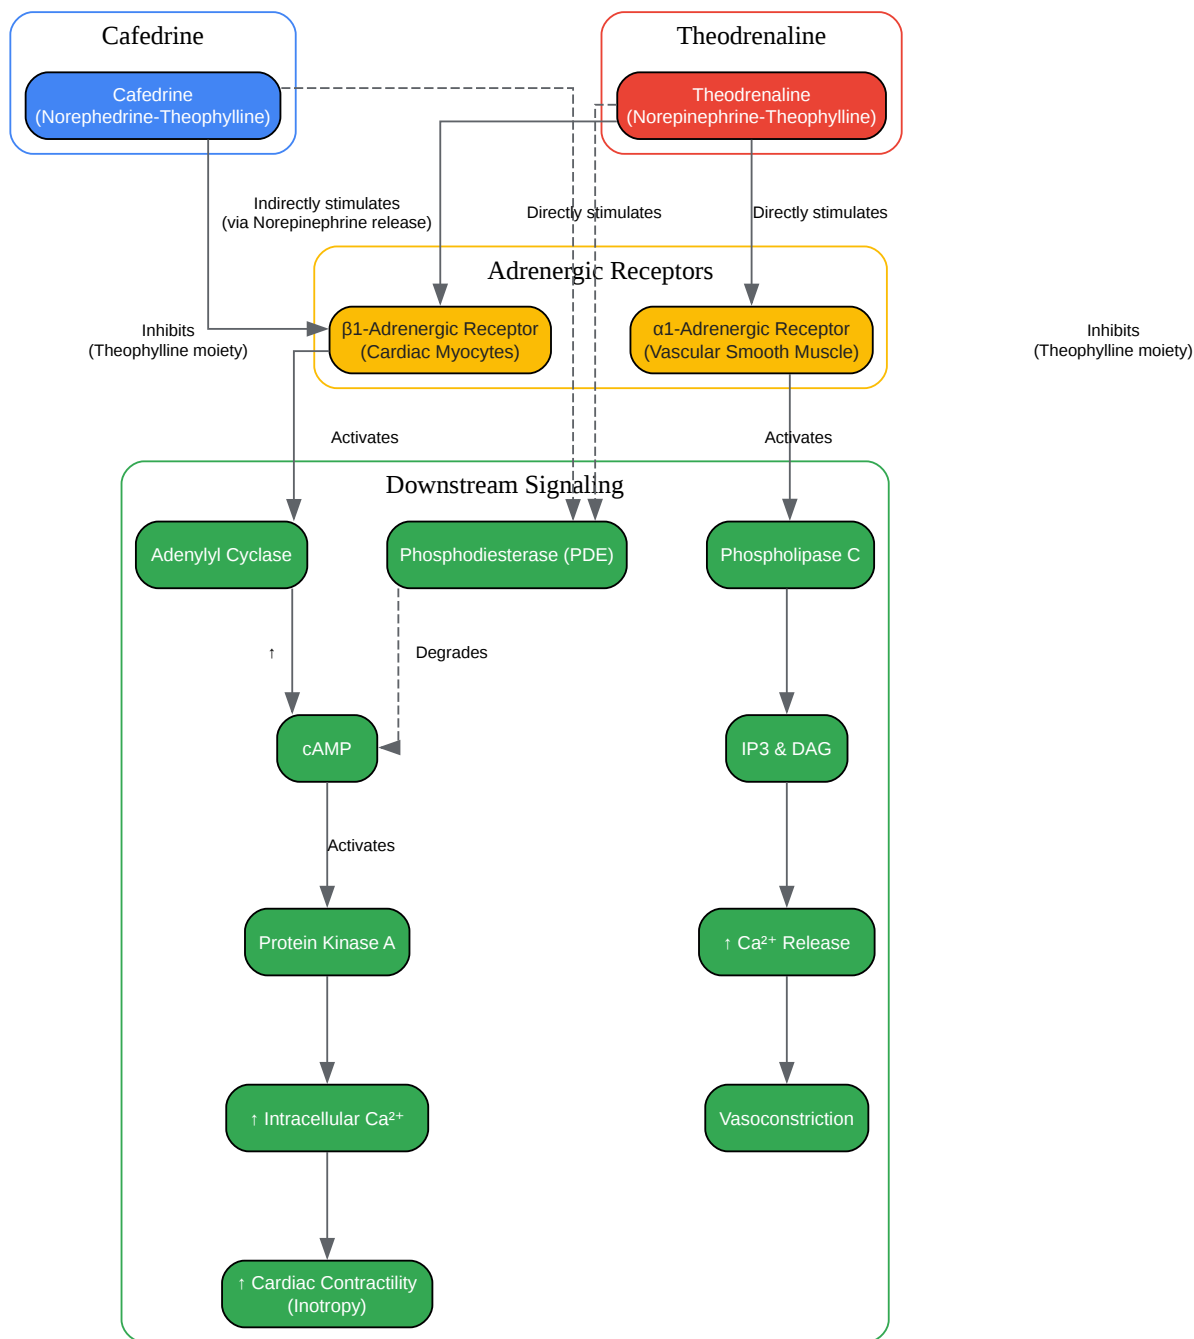 Cafedrine
Theodrenaline
Cafedrine
(Norephedrine-Theophylline)
Theodrenaline
(Norepinephrine-Theophylline)
Indirectly stimulates
(via Norepinephrine release)
Directly stimulates
Directly stimulates
Adrenergic Receptors
β1-Adrenergic Receptor
(Cardiac Myocytes)
α1-Adrenergic Receptor
(Vascular Smooth Muscle)
Inhibits
(Theophylline moiety)
Inhibits
(Theophylline moiety)
Activates
Activates
Downstream Signaling
Adenylyl Cyclase
Phosphodiesterase (PDE)
Phospholipase C
↑
Degrades
cAMP
IP3 & DAG
Activates
Protein Kinase A
↑ Ca²⁺ Release
↑ Intracellular Ca²⁺
Vasoconstriction
↑ Cardiac Contractility
(Inotropy)